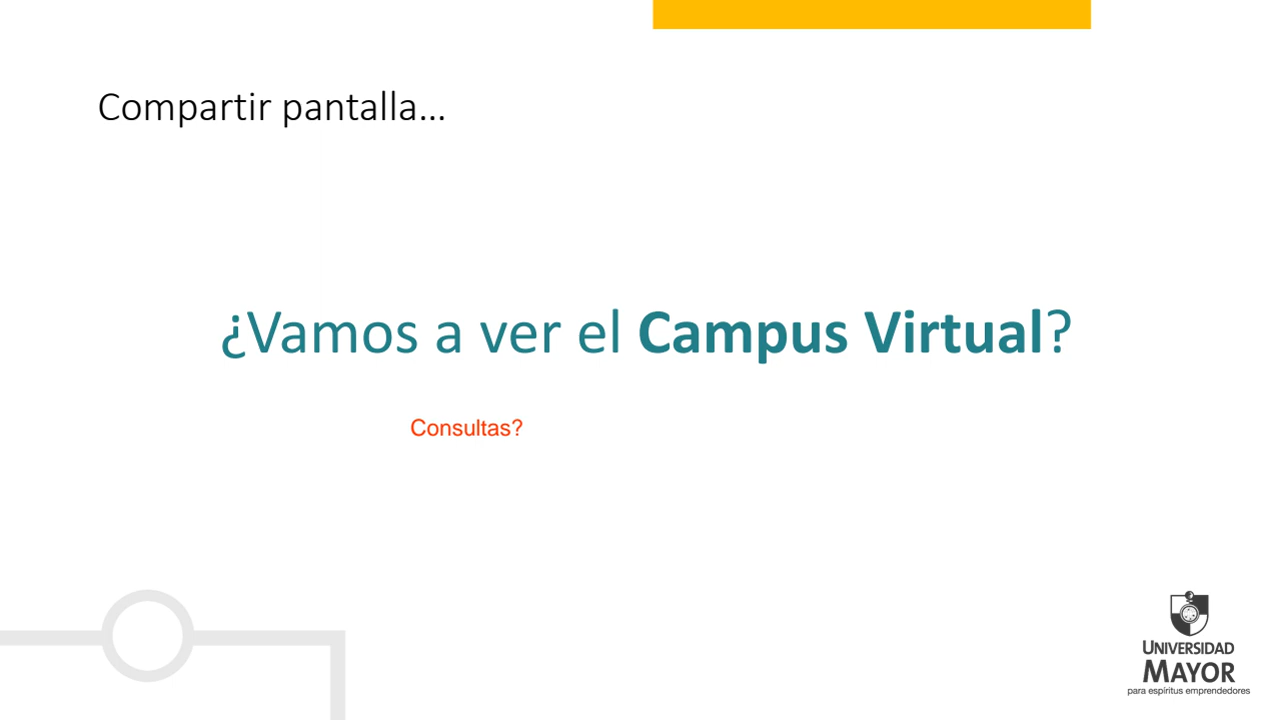 Compartir pantalla...
¿Vamos a ver el Campus Virtual?
Consultas?
UNIVERSIDAD
MAYOR
para espíritus emprendedores